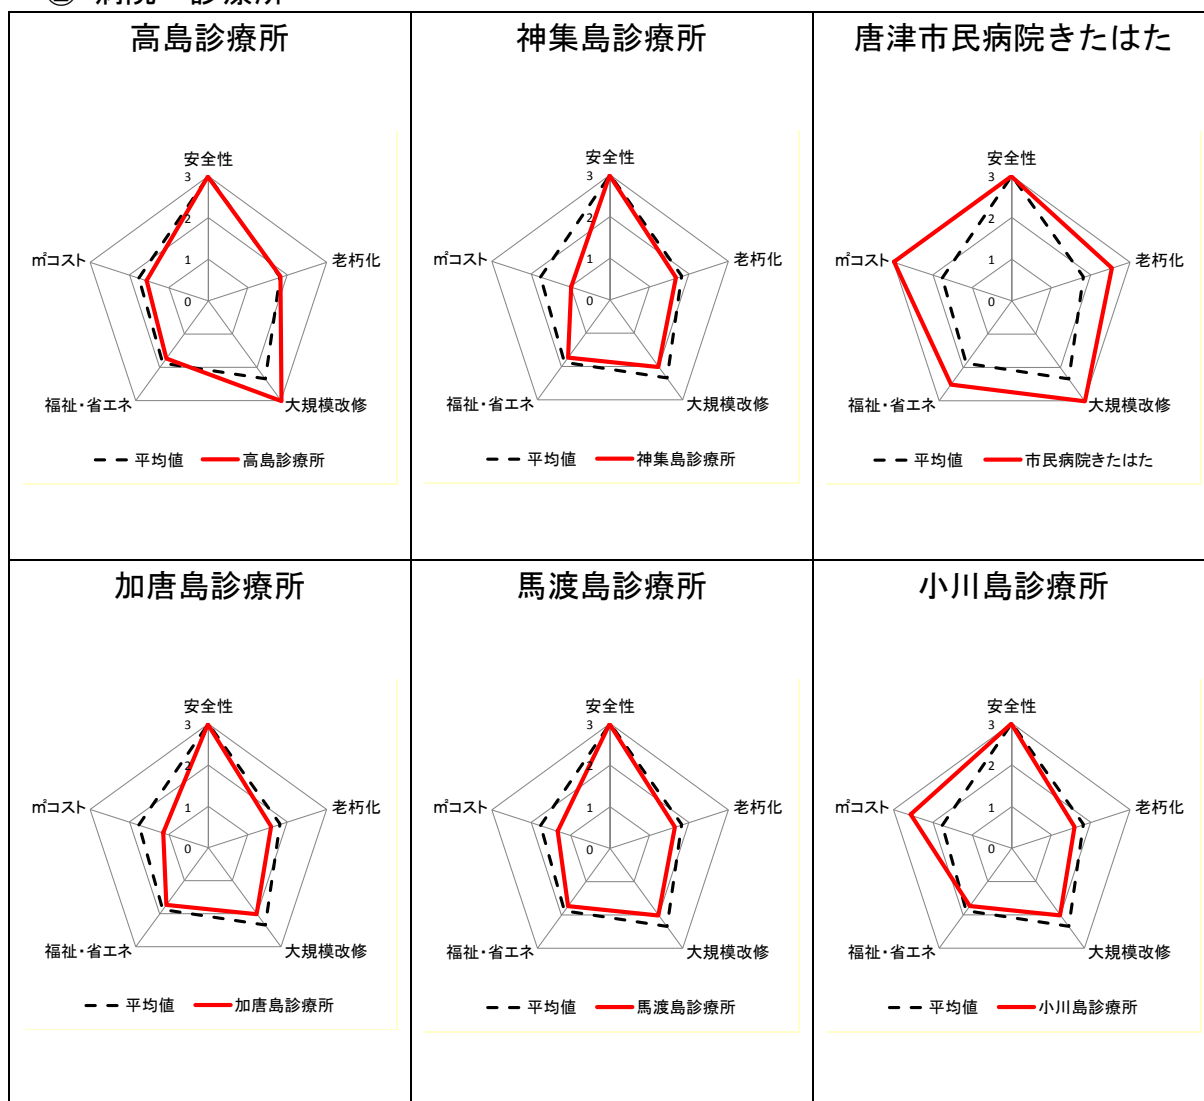 高島診療所
安全性
3
2
1
0
老朽化
大規模改修
福祉・省エネ
㎡コスト
平均値 高島診療所
神集島診療所
安全性
3
2
1
0
老朽化
大規模改修
福祉・省エネ
㎡コスト
平均値 神集島診療所
唐津市民病院きたはた
安全性
3
2
1
0
老朽化
大規模改修
福祉・省エネ
㎡コスト
平均値 市民病院きたはた
加唐島診療所
安全性
3
2
1
0
老朽化
大規模改修
福祉・省エネ
㎡コスト
平均値 加唐島診療所
馬渡島診療所
安全性
3
2
1
0
老朽化
大規模改修
福祉・省エネ
㎡コスト
平均値 馬渡島診療所
小川島診療所
安全性
3
2
1
0
老朽化
大規模改修
福祉・省エネ
㎡コスト
平均値 小川島診療所